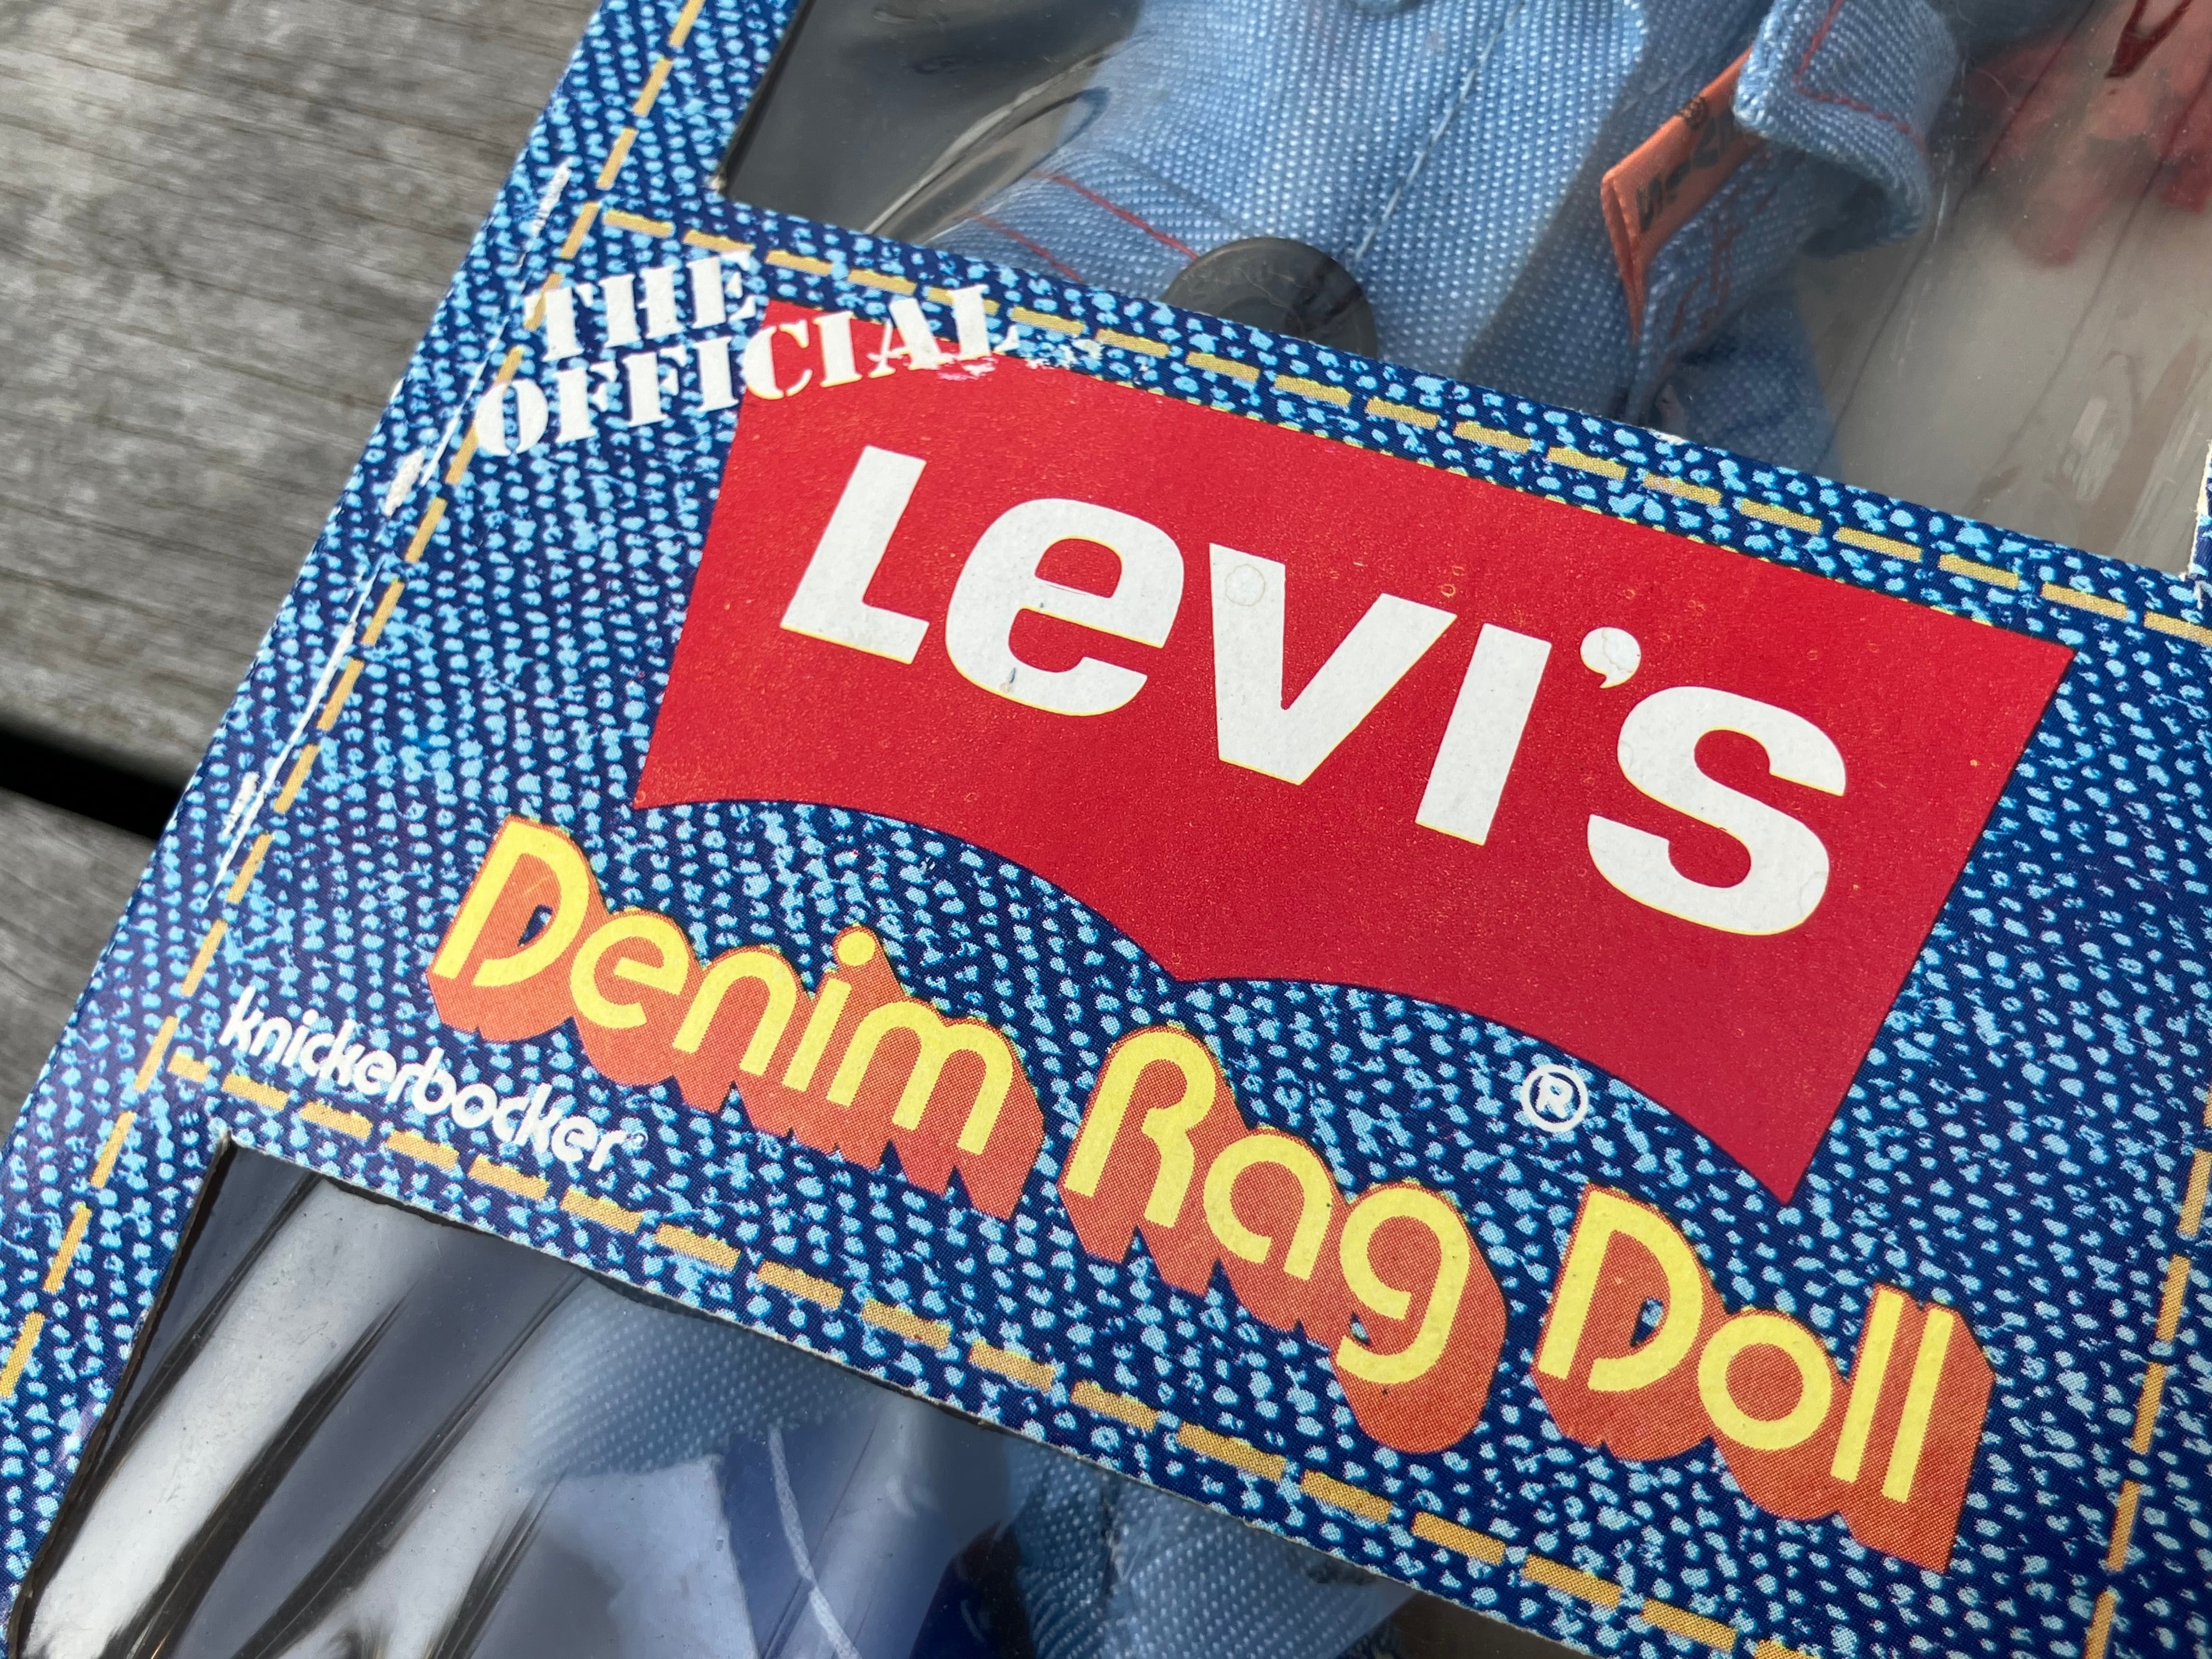 THE
OFFICIAL
Levi's
®
Denim Rag Doll
knickerbocker